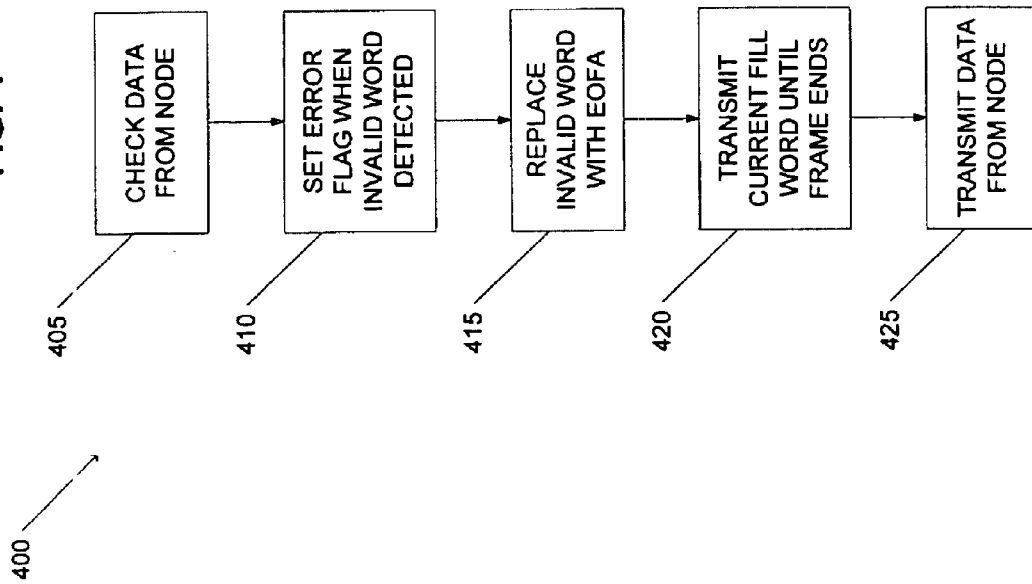 400
405
CHECK DATA
FROM NODE
410
SET ERROR
FLAG WHEN
INVALID WORD
DETECTED
415
REPLACE
INVALID WORD
WITH EOFA
420
TRANSMIT
CURRENT FILL
WORD UNTIL
FRAME ENDS
425
TRANSMIT DATA
FROM NODE